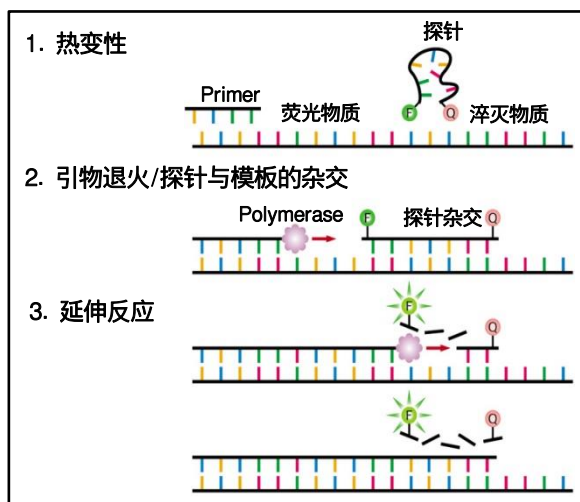 1. 热变性
探针
Primer
荧光物质
F
Q
淬灭物质
2. 引物退火/探针与模板的杂交
Polymerase
F
探针杂交
Q
3. 延伸反应
F
Q
F
Q